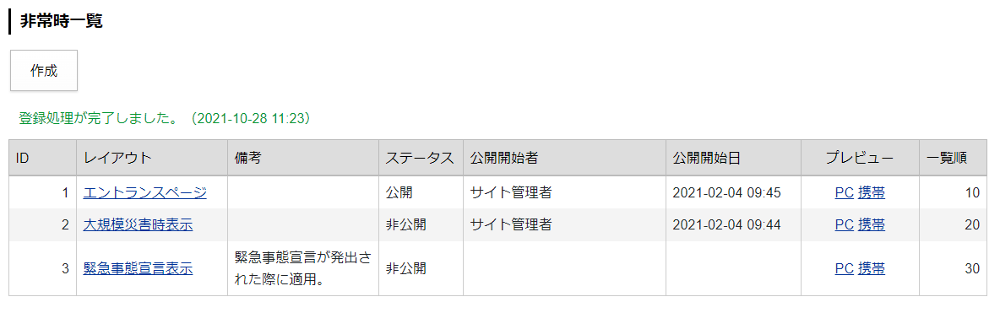 非常時一覧
作成
登録処理が完了しました。（2021-10-28 11:23）
ID レイアウト 備考 ステータス 公開開始者 公開開始日 プレビュー 一覧順
1 エントランスページ 公開 サイト管理者 2021-02-04 09:45 PC 携帯 10
2 大規模災害時表示 非公開 サイト管理者 2021-02-04 09:44 PC 携帯 20
3 緊急事態宣言表示 緊急事態宣言が発出さ
れた際に適用。 非公開 PC 携帯 30